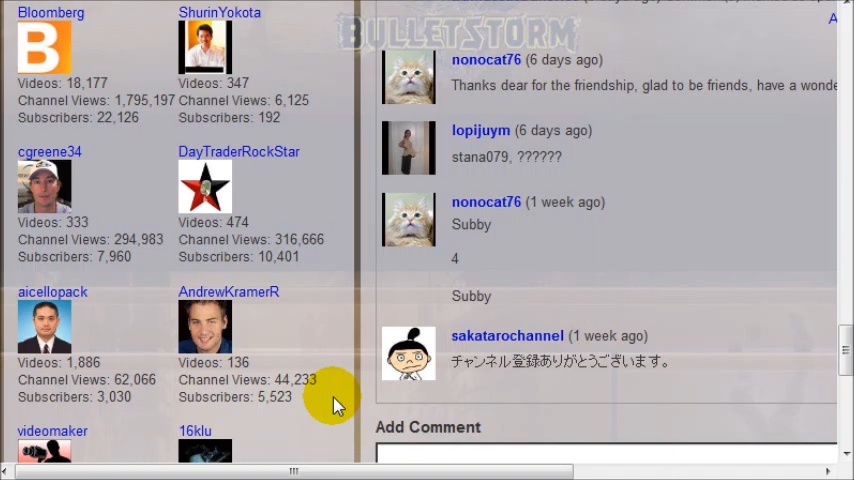 BULLETSTORM
Bloomberg
Videos: 18,177
Channel Views: 1,795,197
Subscribers: 22,126
ShurinYokota
Videos: 347
Channel Views: 6,125
Subscribers: 192
cgreene34
Videos: 333
Channel Views: 294,983
Subscribers: 7,960
DayTraderRockStar
Videos: 474
Channel Views: 316,666
Subscribers: 10,401
aicellopack
Videos: 1,886
Channel Views: 62,066
Subscribers: 3,030
AndrewKramerR
Videos: 136
Channel Views: 44,233
Subscribers: 5,523
videomaker
16klu
nonocat76 (6 days ago)
Thanks dear for the friendship, glad to be friends, have a wonde
lopijuym (6 days ago)
stana079, ??????
nonocat76 (1 week ago)
Subby
4
Subby
sakatarochannel (1 week ago)
チャンネル登録ありがとうございます。
Add Comment